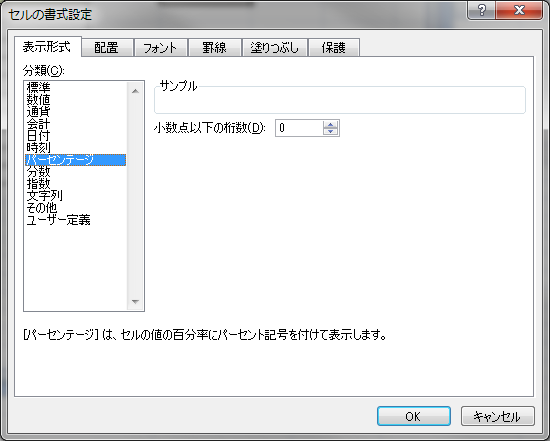 セルの書式設定
表示形式 配置 フォント 罫線 塗りつぶし 保護
分類(C):
標準
数値
通貨
会計
日付
時刻
パーセンテージ
分数
指数
文字列
その他
ユーザー定義
サンプル
小数点以下の桁数(D): 0
[パーセンテージ] は、セルの値の百分率にパーセント記号を付けて表示します。
OK キャンセル